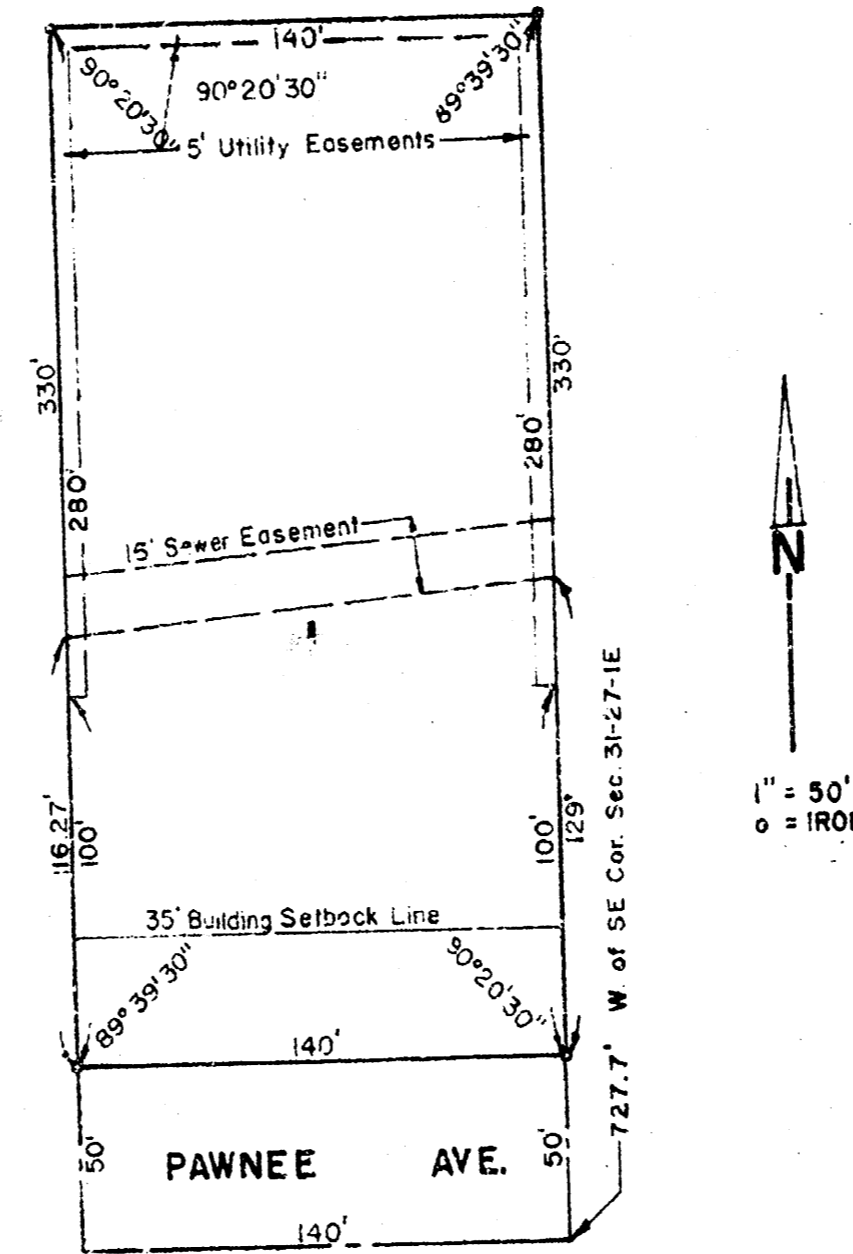 140'
90°20'30"
90°20'30"
89°39'30"
5' Utility Easements
330'
330'
280'
280'
15' Sewer Easement
N
1" = 50'
o = IRO
116.27'
100'
100'
129'
727.7' W. of SE Cor. Sec. 31-27-1E
35' Building Setback Line
89°39'30"
90°20'30"
140'
50'
PAWNEE AVE.
50'
140'